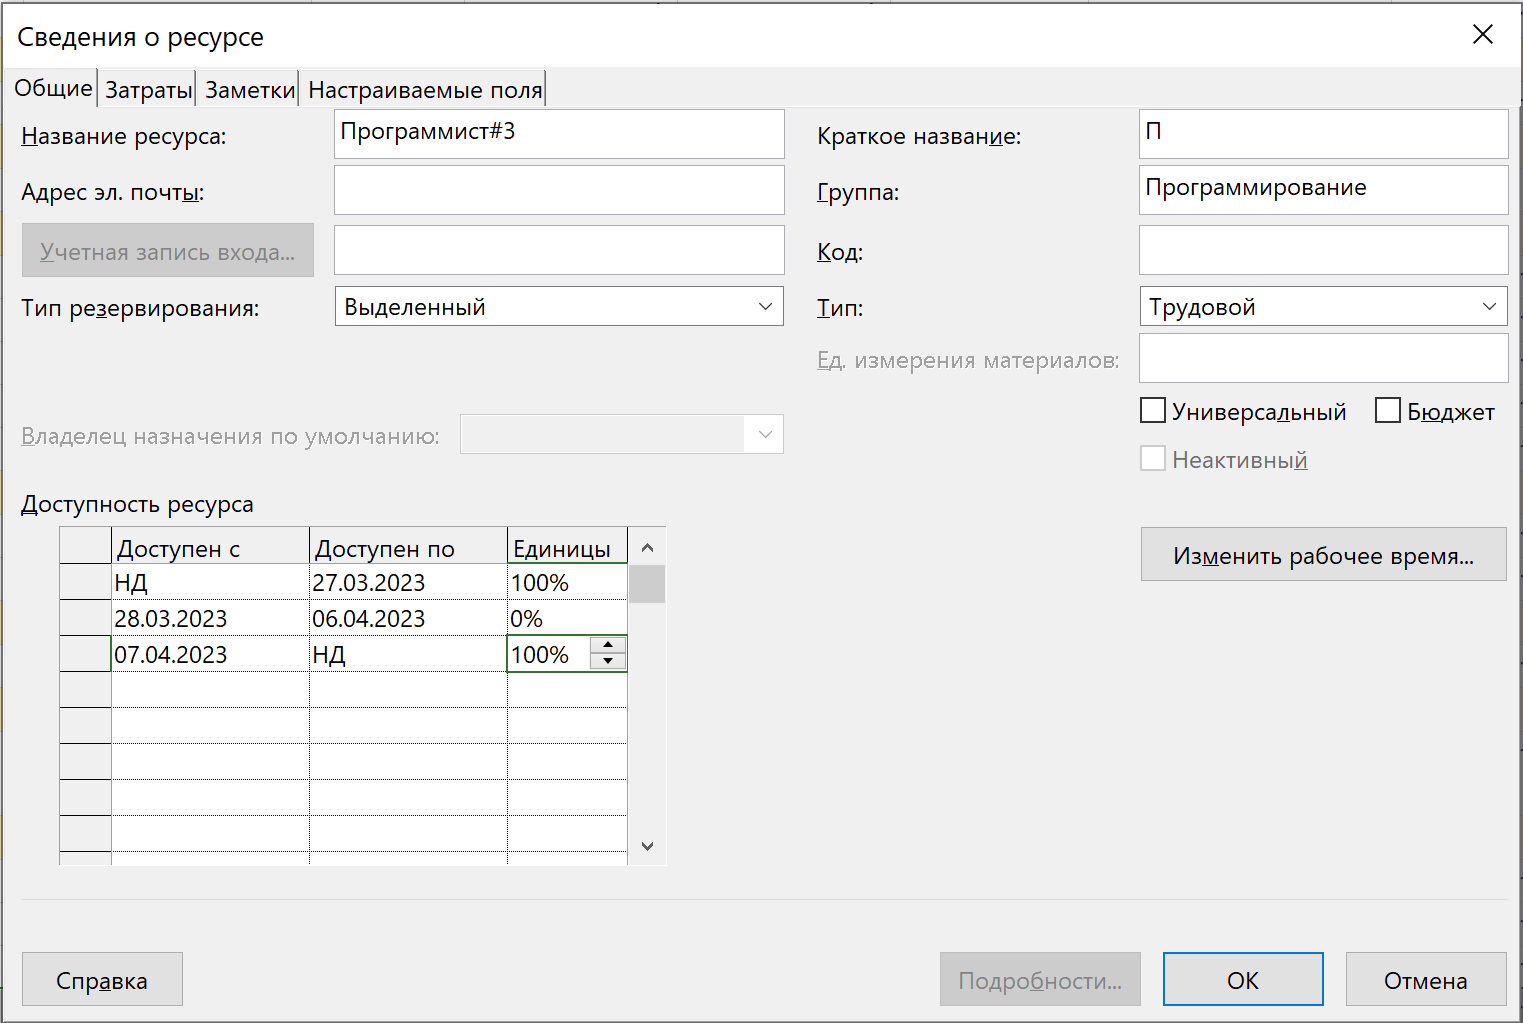 Сведения о ресурсе
Общие Затраты Заметки Настраиваемые поля
Название ресурса: Программист#3 Краткое название: П
Адрес эл. почты: Группа: Программирование
Учетная запись входа... Код:
Тип резервирования: Выделенный Тип: Трудовой
Ед. измерения материалов:
Универсальный Бюджет
Владелец назначения по умолчанию:
Неактивный
Доступность ресурса
Доступен с Доступен по Единицы
Изменить рабочее время...
НД 27.03.2023 100%
28.03.2023 06.04.2023 0%
07.04.2023 НД 100%
Справка Подробности... ОК Отмена